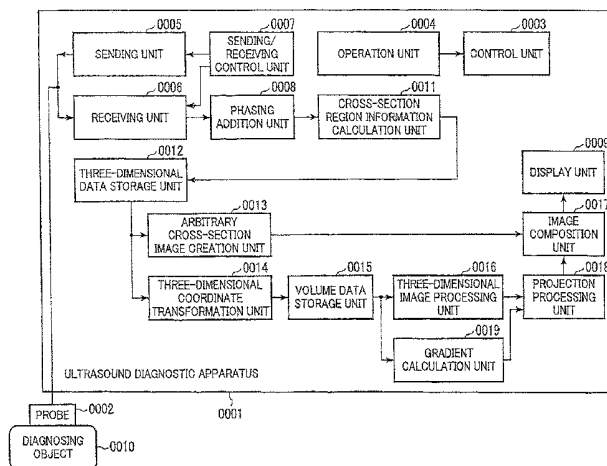 0005
SENDING UNIT
0007
SENDING/
RECEIVING
CONTROL UNIT
0004
OPERATION UNIT
0003
CONTROL UNIT
0006
RECEIVING UNIT
0008
PHASING
ADDITION UNIT
0011
CROSS-SECTION
REGION INFORMATION
CALCULATION UNIT
0012
THREE-DIMENSIONAL
DATA STORAGE UNIT
0009
DISPLAY UNIT
0013
ARBITRARY
CROSS-SECTION
IMAGE CREATION UNIT
0017
IMAGE
COMPOSITION
UNIT
0014
THREE-DIMENSIONAL
COORDINATE
TRANSFORMATION UNIT
0015
VOLUME DATA
STORAGE UNIT
0016
THREE-DIMENSIONAL
IMAGE PROCESSING
UNIT
0018
PROJECTION
PROCESSING
UNIT
0019
GRADIENT
CALCULATION UNIT
ULTRASOUND DIAGNOSTIC APPARATUS
0001
PROBE
0002
DIAGNOSING
OBJECT
0010